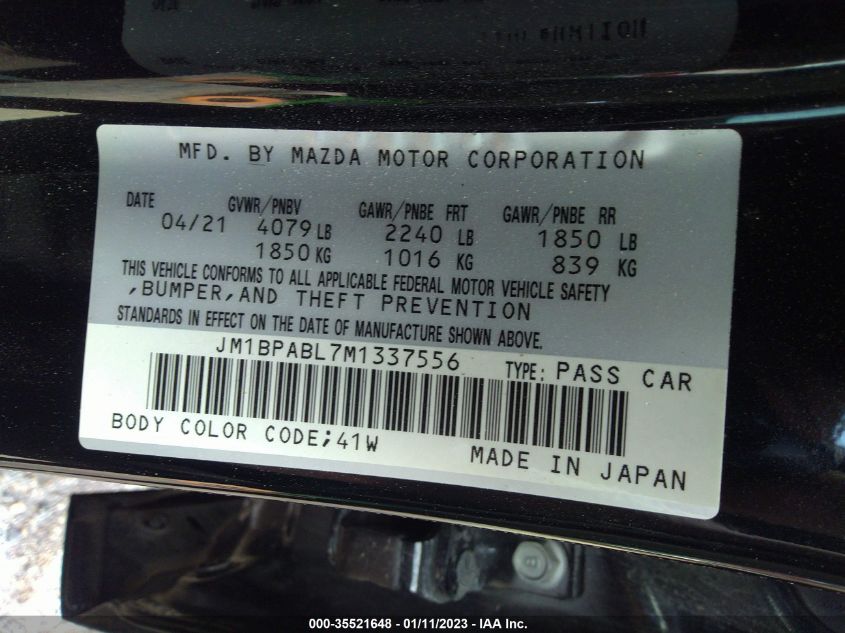 MFD. BY MAZDA MOTOR CORPORATION
DATE GVWR/PNBV GAWR/PNBE FRT GAWR/PNBE RR
04/21 4079 LB 2240 LB 1850 LB
1850 KG 1016 KG 839 KG
THIS VEHICLE CONFORMS TO ALL APPLICABLE FEDERAL MOTOR VEHICLE SAFETY
,BUMPER,AND THEFT PREVENTION
STANDARDS IN EFFECT ON THE DATE OF MANUFACTURE SHOWN ABOVE.
JM1BPABL7M1337556 TYPE: PASS CAR
BODY COLOR CODE;41W
MADE IN JAPAN
000-35521648 - 01/11/2023 - IAA Inc.